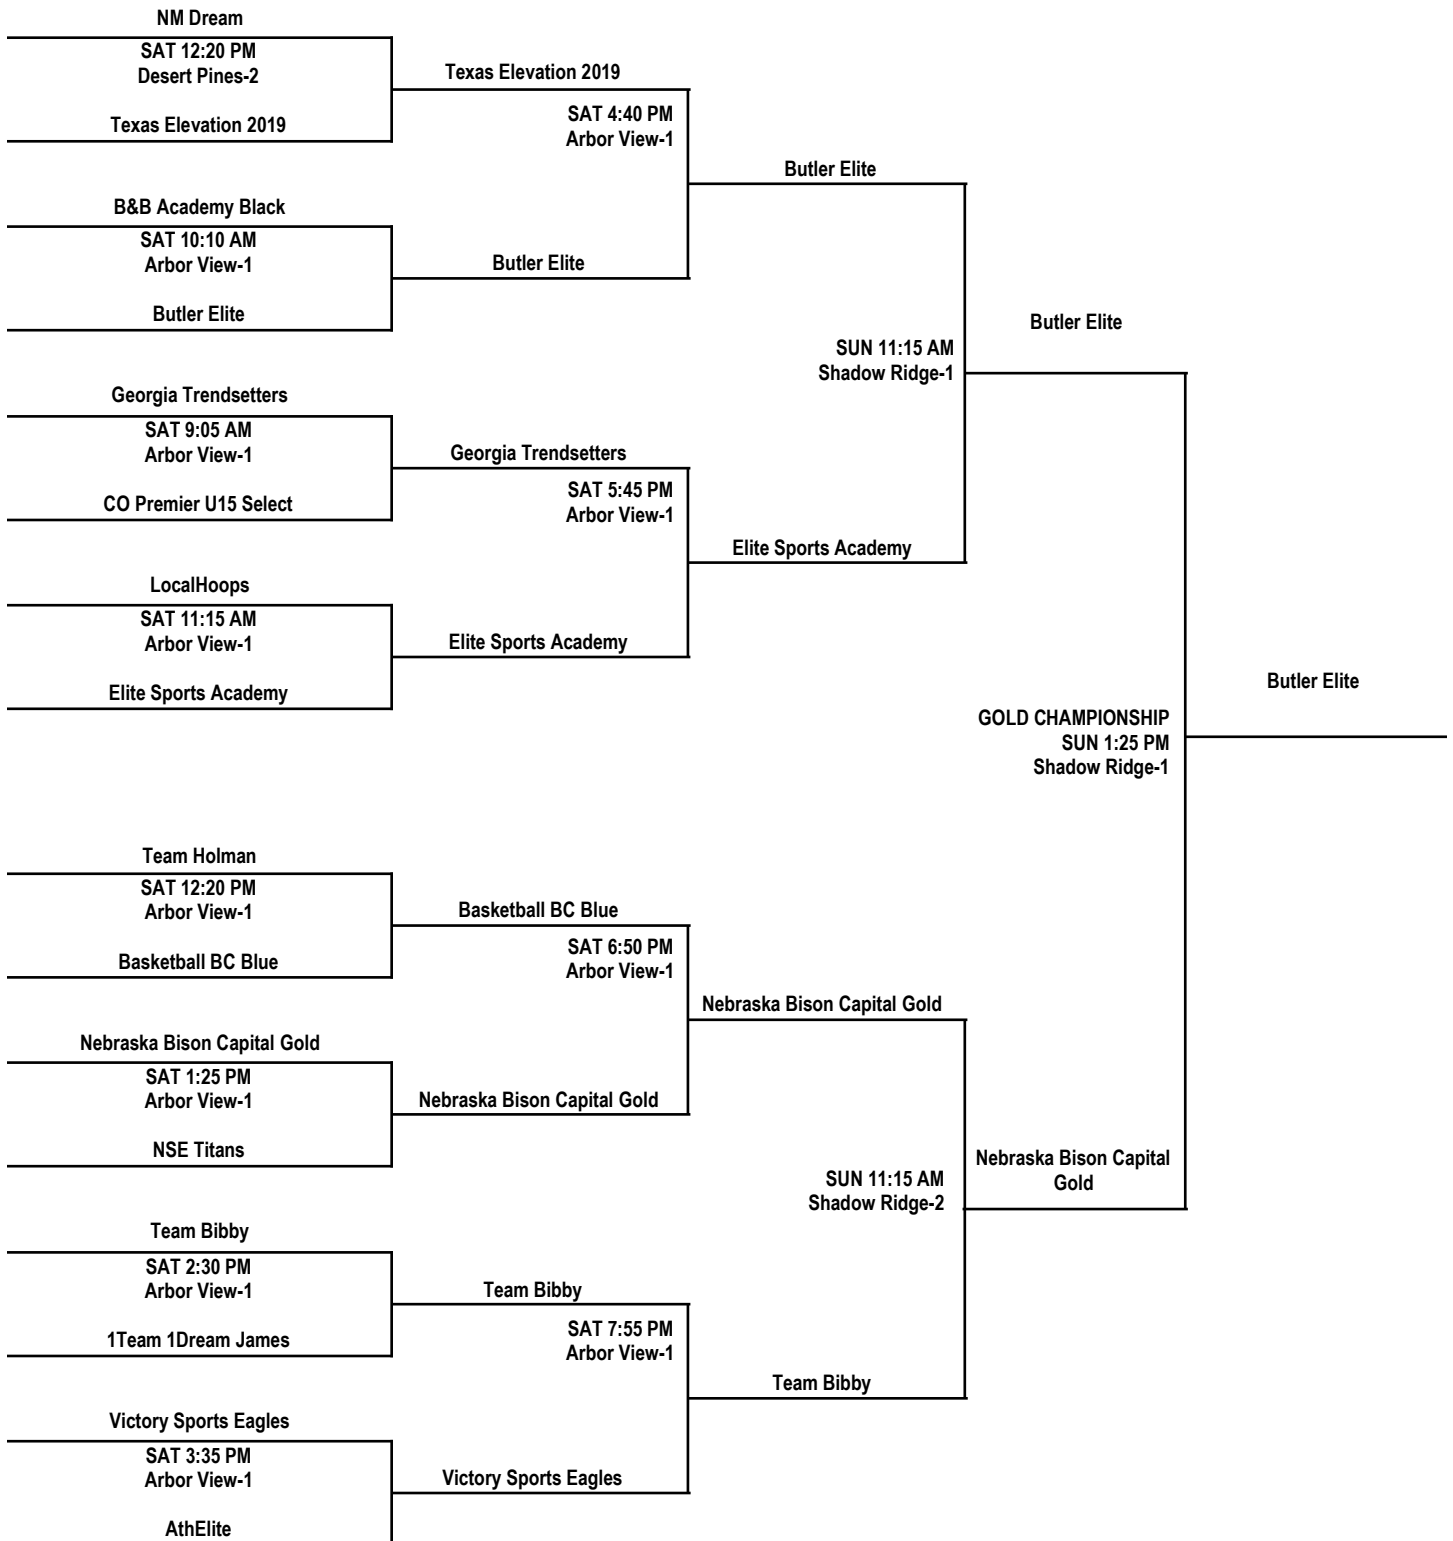 NM Dream
SAT 12:20 PM
Desert Pines-2
Texas Elevation 2019
Texas Elevation 2019
SAT 4:40 PM
Arbor View-1
Butler Elite
B&B Academy Black
SAT 10:10 AM
Arbor View-1
Butler Elite
Butler Elite
Butler Elite
SUN 11:15 AM
Shadow Ridge-1
Georgia Trendsetters
SAT 9:05 AM
Arbor View-1
Georgia Trendsetters
CO Premier U15 Select
SAT 5:45 PM
Arbor View-1
Elite Sports Academy
LocalHoops
SAT 11:15 AM
Arbor View-1
Elite Sports Academy
Elite Sports Academy
Butler Elite
GOLD CHAMPIONSHIP
SUN 1:25 PM
Shadow Ridge-1
Team Holman
SAT 12:20 PM
Arbor View-1
Basketball BC Blue
Basketball BC Blue
SAT 6:50 PM
Arbor View-1
Nebraska Bison Capital Gold
Nebraska Bison Capital Gold
SAT 1:25 PM
Arbor View-1
Nebraska Bison Capital Gold
NSE Titans
Nebraska Bison Capital
Gold
SUN 11:15 AM
Shadow Ridge-2
Team Bibby
SAT 2:30 PM
Arbor View-1
Team Bibby
1Team 1Dream James
SAT 7:55 PM
Arbor View-1
Team Bibby
Victory Sports Eagles
SAT 3:35 PM
Arbor View-1
Victory Sports Eagles
AthElite